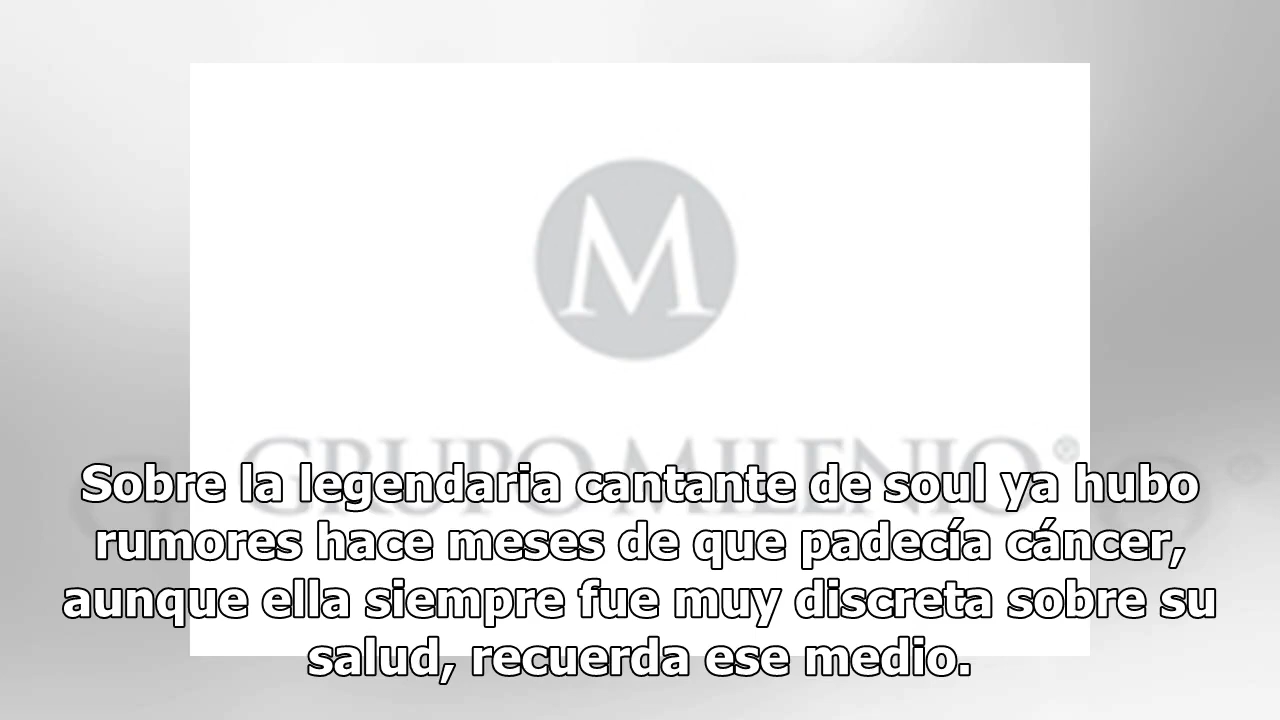 M
GRUPO MILENIO®
Sobre la legendaria cantante de soul ya hubo
rumores hace meses de que padecía cáncer,
aunque ella siempre fue muy discreta sobre su
salud, recuerda ese medio.